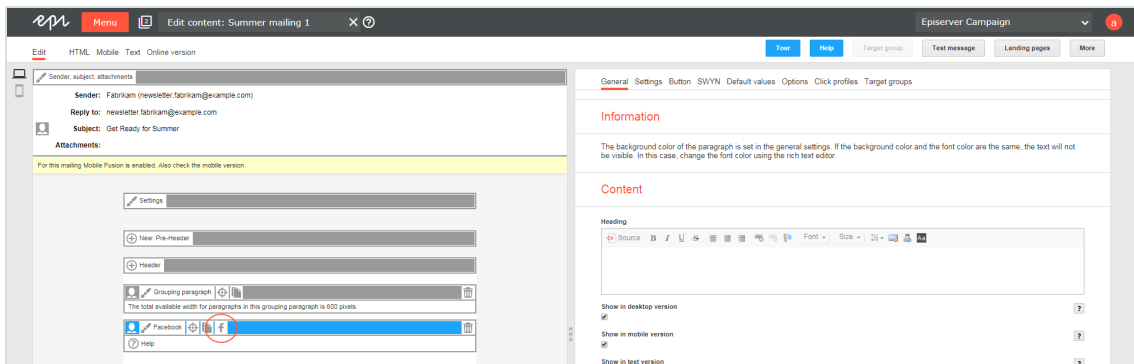 epi Menu 2 Edit content: Summer mailing 1 Episerver Campaign a
Edit HTML Mobile Text Online version Tour Help Target group Test message Landing pages More
Sender, subject, attachments
Sender: Fabrikam (newsletter.fabrikam@example.com)
Reply to: newsletter.fabrikam@example.com
Subject: Get Ready for Summer
Attachments:
For this mailing Mobile Fusion is enabled. Also check the mobile version.
Settings
New: Pre-Header
Header
Grouping paragraph
The total available width for paragraphs in this grouping paragraph is 600 pixels.
Facebook f
? Help
General Settings Button SWYN Default values Options Click profiles Target groups
Information
The background color of the paragraph is set in the general settings. If the background color and the font color are the same, the text will not
be visible. In this case, change the font color using the rich text editor.
Content
Heading
Source B I U S Font Size Aa
Show in desktop version ?
Show in mobile version ?
Show in text version ?